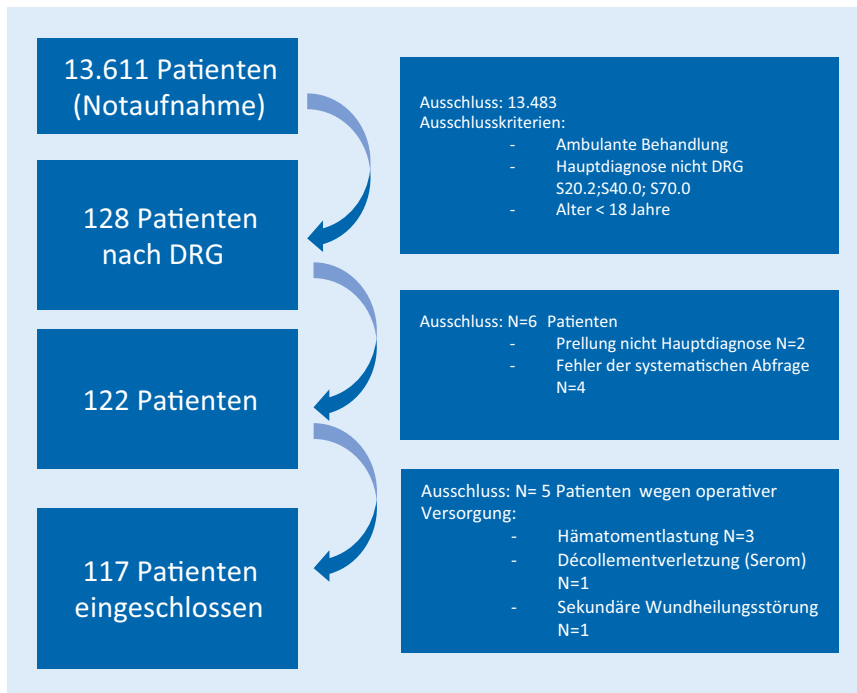 13.611 Patienten
(Notaufnahme)
Ausschluss: 13.483
Ausschlusskriterien:
- Ambulante Behandlung
- Hauptdiagnose nicht DRG
S20.2;S40.0; S70.0
- Alter < 18 Jahre
128 Patienten
nach DRG
Ausschluss: N=6 Patienten
- Prellung nicht Hauptdiagnose N=2
- Fehler der systematischen Abfrage
N=4
122 Patienten
Ausschluss: N= 5 Patienten wegen operativer
Versorgung:
- Hämatomentlastung N=3
- Décollementverletzung (Serom)
N=1
- Sekundäre Wundheilungsstörung
N=1
117 Patienten
eingeschlossen